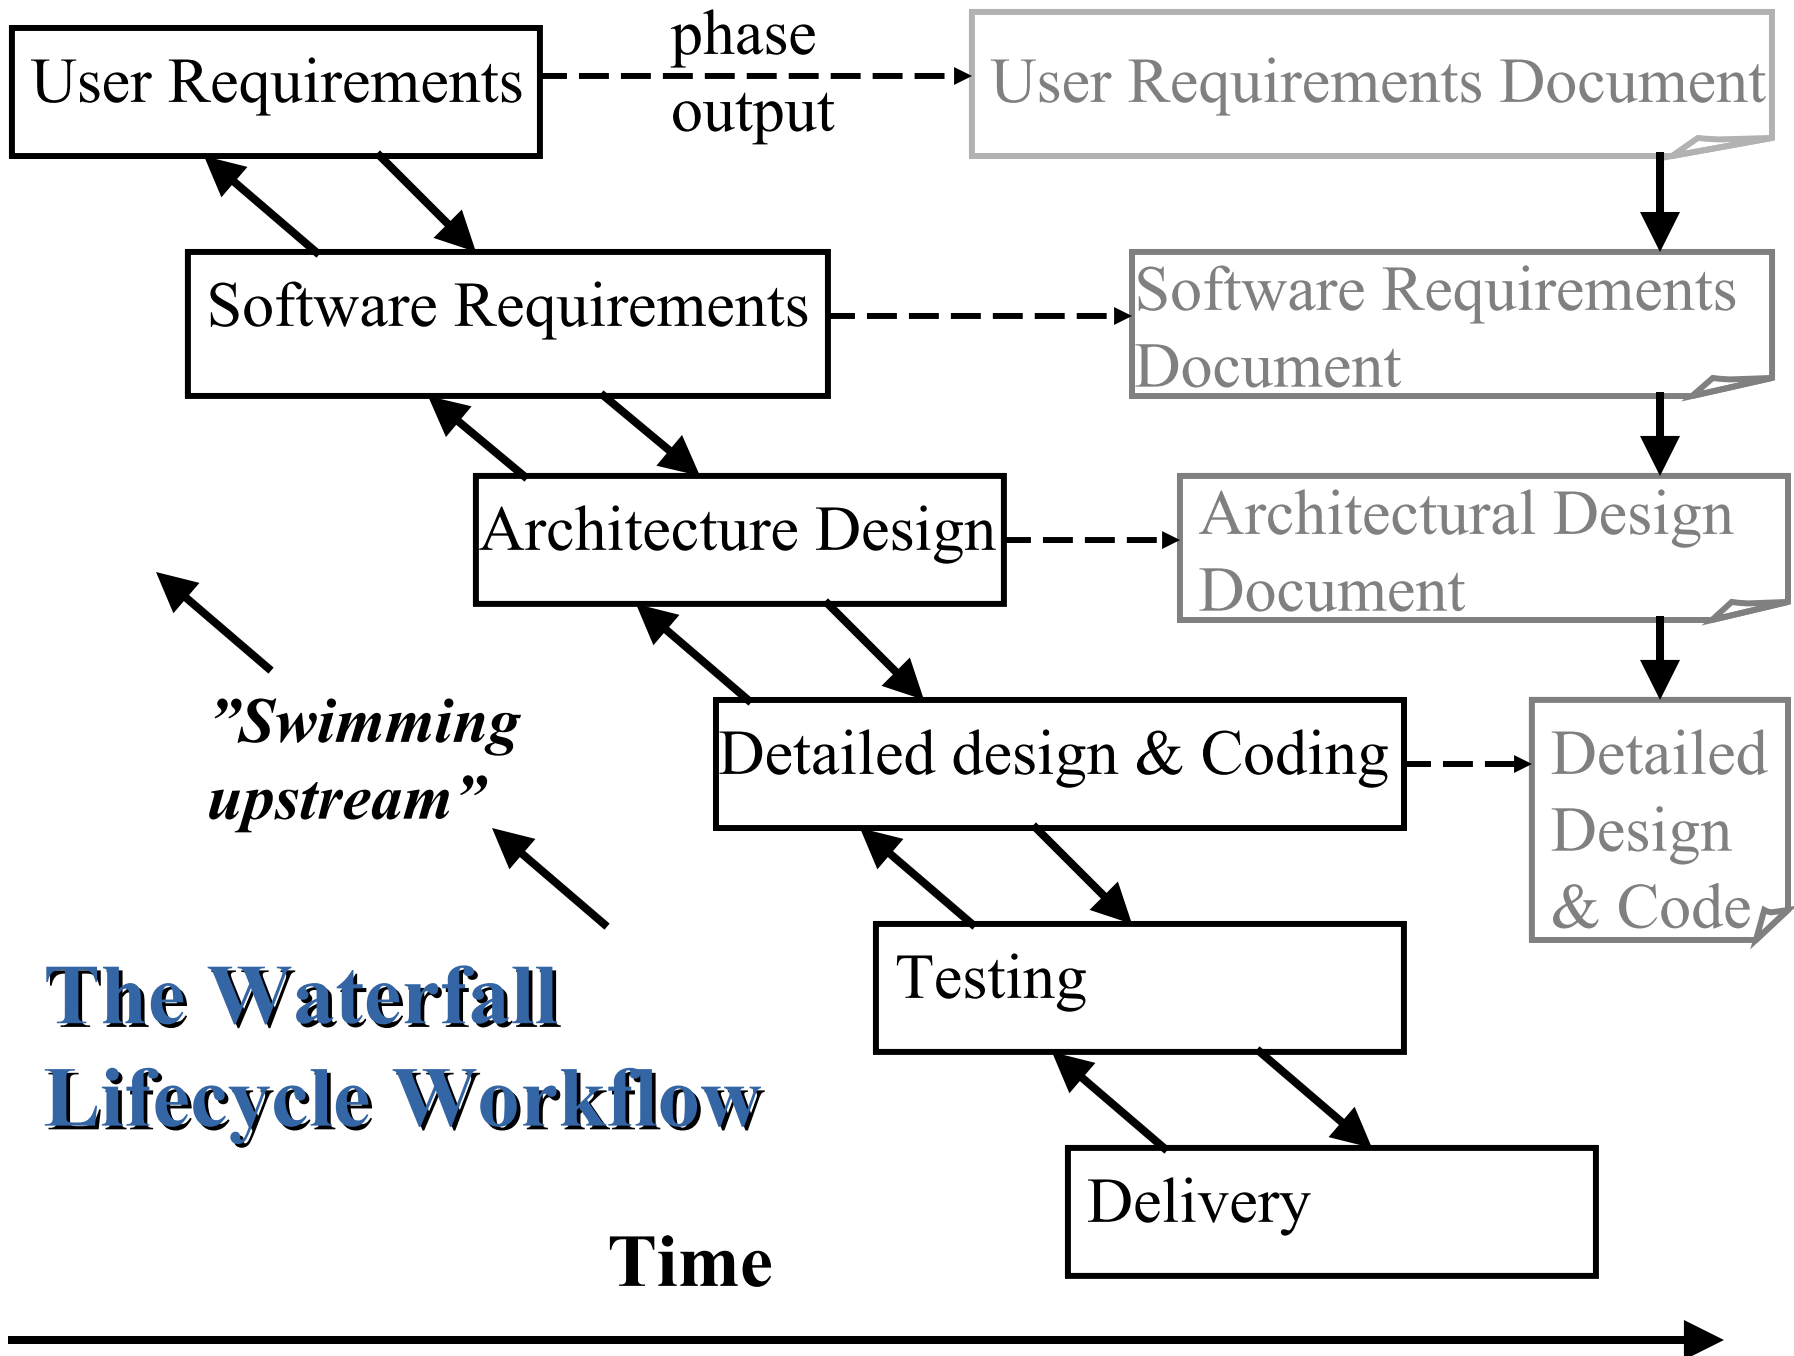 User Requirements
phase
output
User Requirements Document
Software Requirements
Software Requirements
Document
Architecture Design
Architectural Design
Document
”Swimming
upstream”
Detailed design & Coding
Detailed
Design
& Code
Testing
The Waterfall
Lifecycle Workflow
Delivery
Time